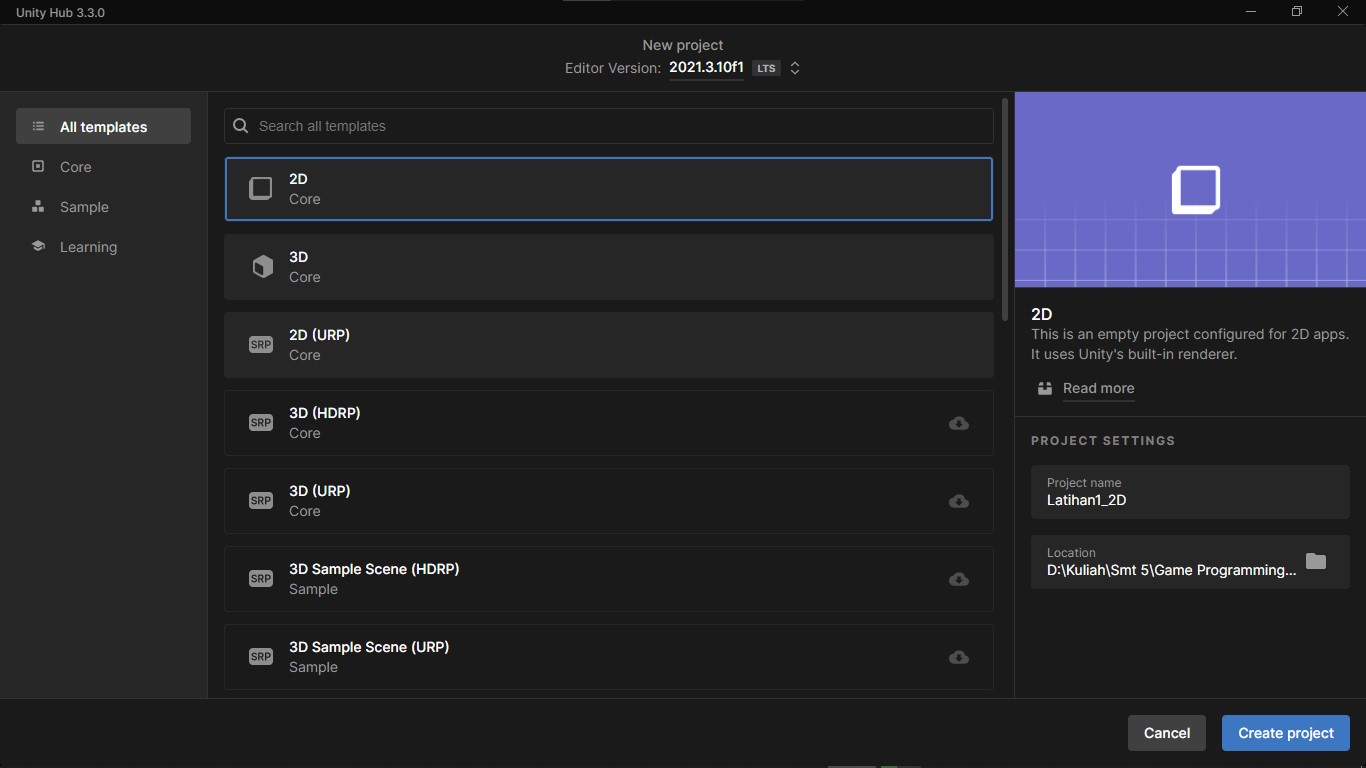 Unity Hub 3.3.0
New project
Editor Version: 2021.3.10f1 LTS
All templates
Core
Sample
Learning
Search all templates
2D
Core
3D
Core
SRP
2D (URP)
Core
SRP
3D (HDRP)
Core
SRP
3D (URP)
Core
SRP
3D Sample Scene (HDRP)
Sample
SRP
3D Sample Scene (URP)
Sample
2D
This is an empty project configured for 2D apps.
It uses Unity's built-in renderer.
Read more
PROJECT SETTINGS
Project name
Latihan1_2D
Location
D:\Kuliah\Smt 5\Game Programming...
Cancel
Create project